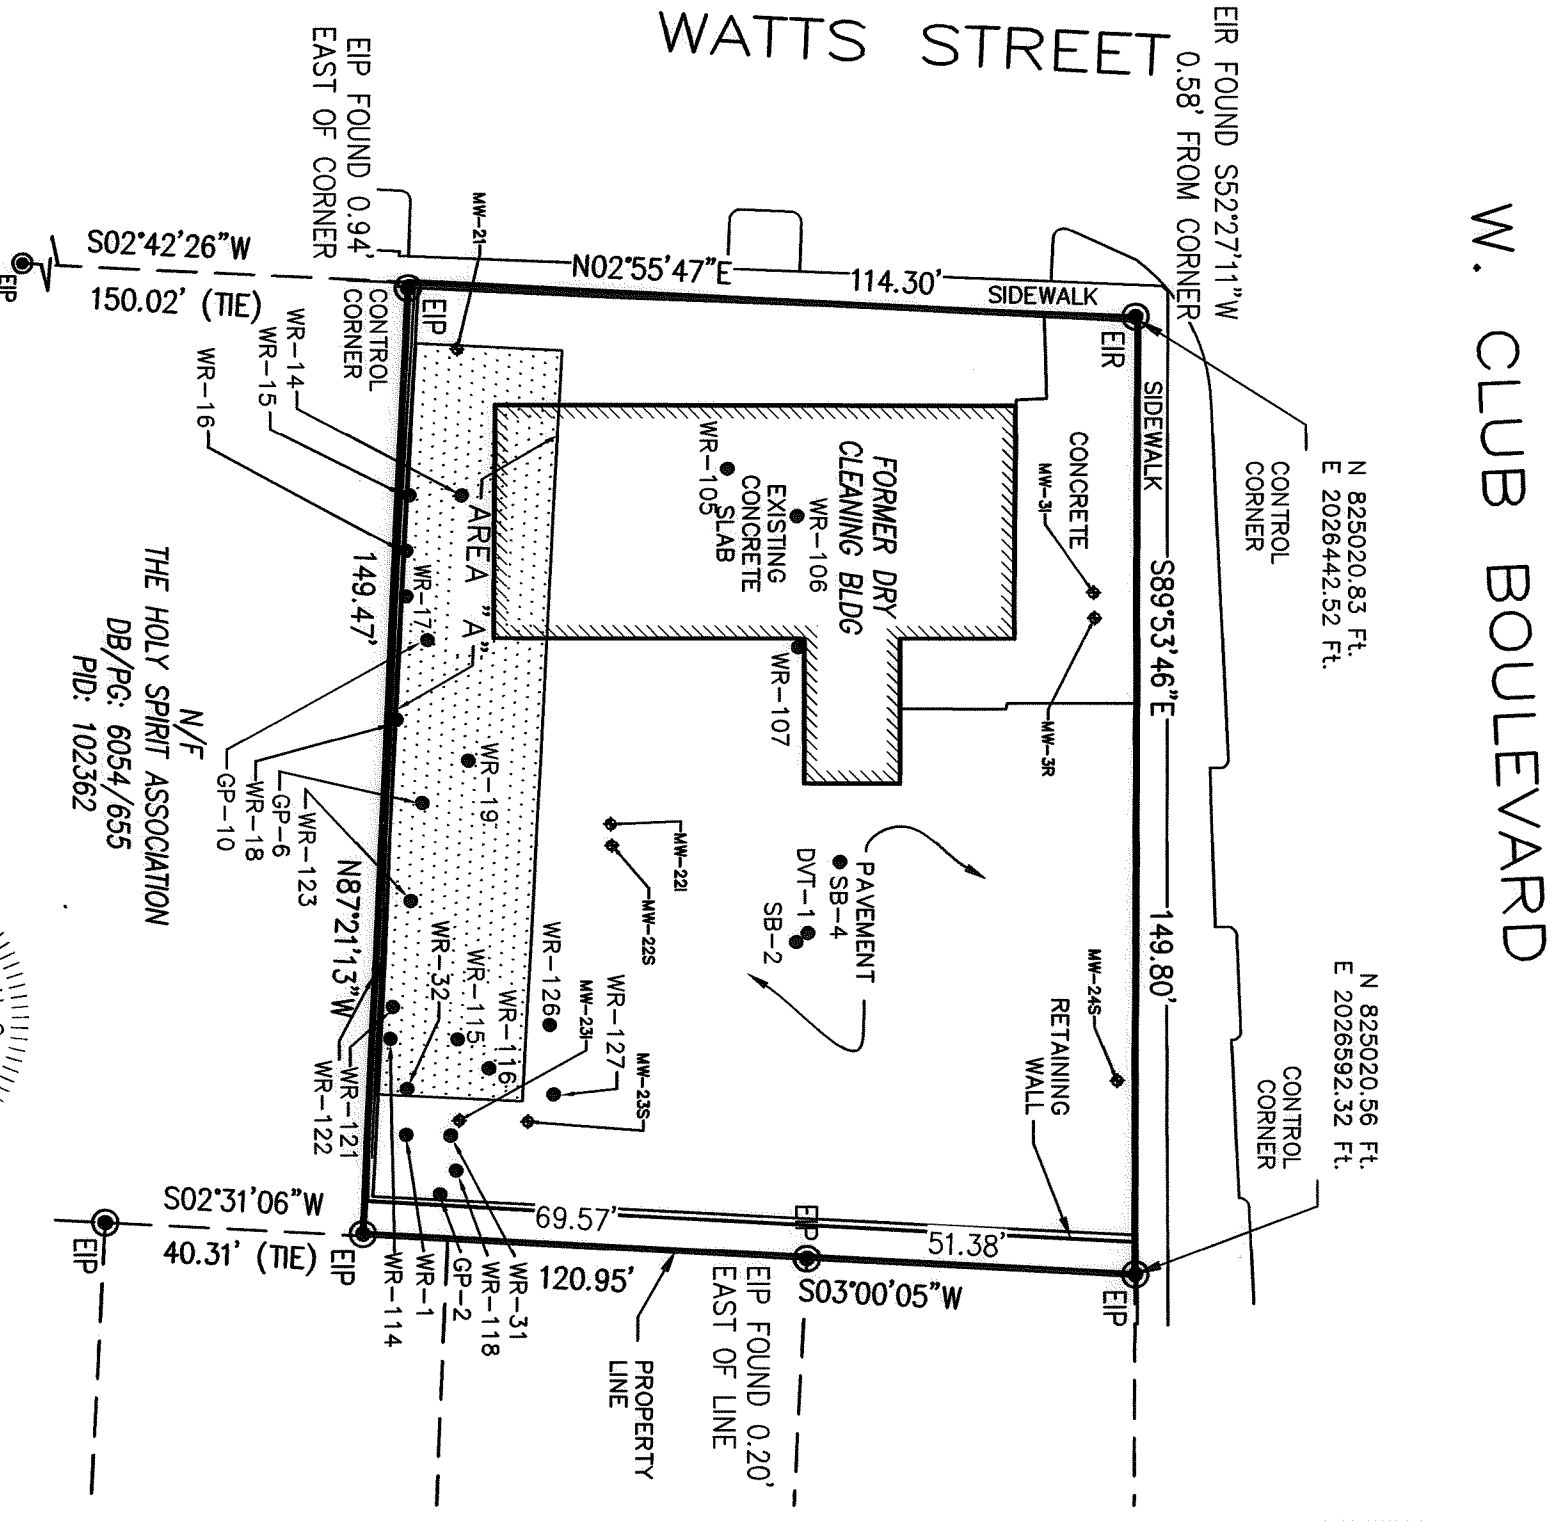 W. CLUB BOULEVARD
WATTS STREET
EIR FOUND S52°27'11"W
0.58' FROM CORNER
N 825020.83 Ft.
E 2026442.52 Ft.
CONTROL
CORNER
N 825020.56 Ft.
E 2026592.32 Ft.
CONTROL
CORNER
EIP FOUND 0.94'
EAST OF CORNER
S02°42'26"W
150.02' (TIE)
EIP
N02°55'47"E
114.30'
SIDEWALK
EIR
SIDEWALK
S89°53'46"E
149.80'
EIP
CONTROL
CORNER
EIP
MW-21
CONCRETE
MW-3I
MW-3R
FORMER DRY
CLEANING BLDG
WR-106
EXISTING
CONCRETE
SLAB
WR-105
WR-107
AREA "A"
WR-14
WR-15
WR-16
WR-17
149.47'
WR-19
WR-123
GP-6
WR-18
GP-10
N/F
THE HOLY SPIRIT ASSOCIATION
DB/PG: 6054/655
PID: 102362
MW-22I
MW-22S
PAVEMENT
SB-4
DVT-1
SB-2
MW-24S
RETAINING
WALL
WR-126
WR-127
MW-23I
MW-23S
WR-116
WR-115
WR-32
N87°21'13"W
WR-121
WR-122
S02°31'06"W
40.31' (TIE)
EIP
EIP
69.57'
EIP
51.38'
120.95'
S03°00'05"W
WR-31
WR-118
GP-2
WR-1
WR-114
EIP FOUND 0.20'
EAST OF LINE
PROPERTY
LINE